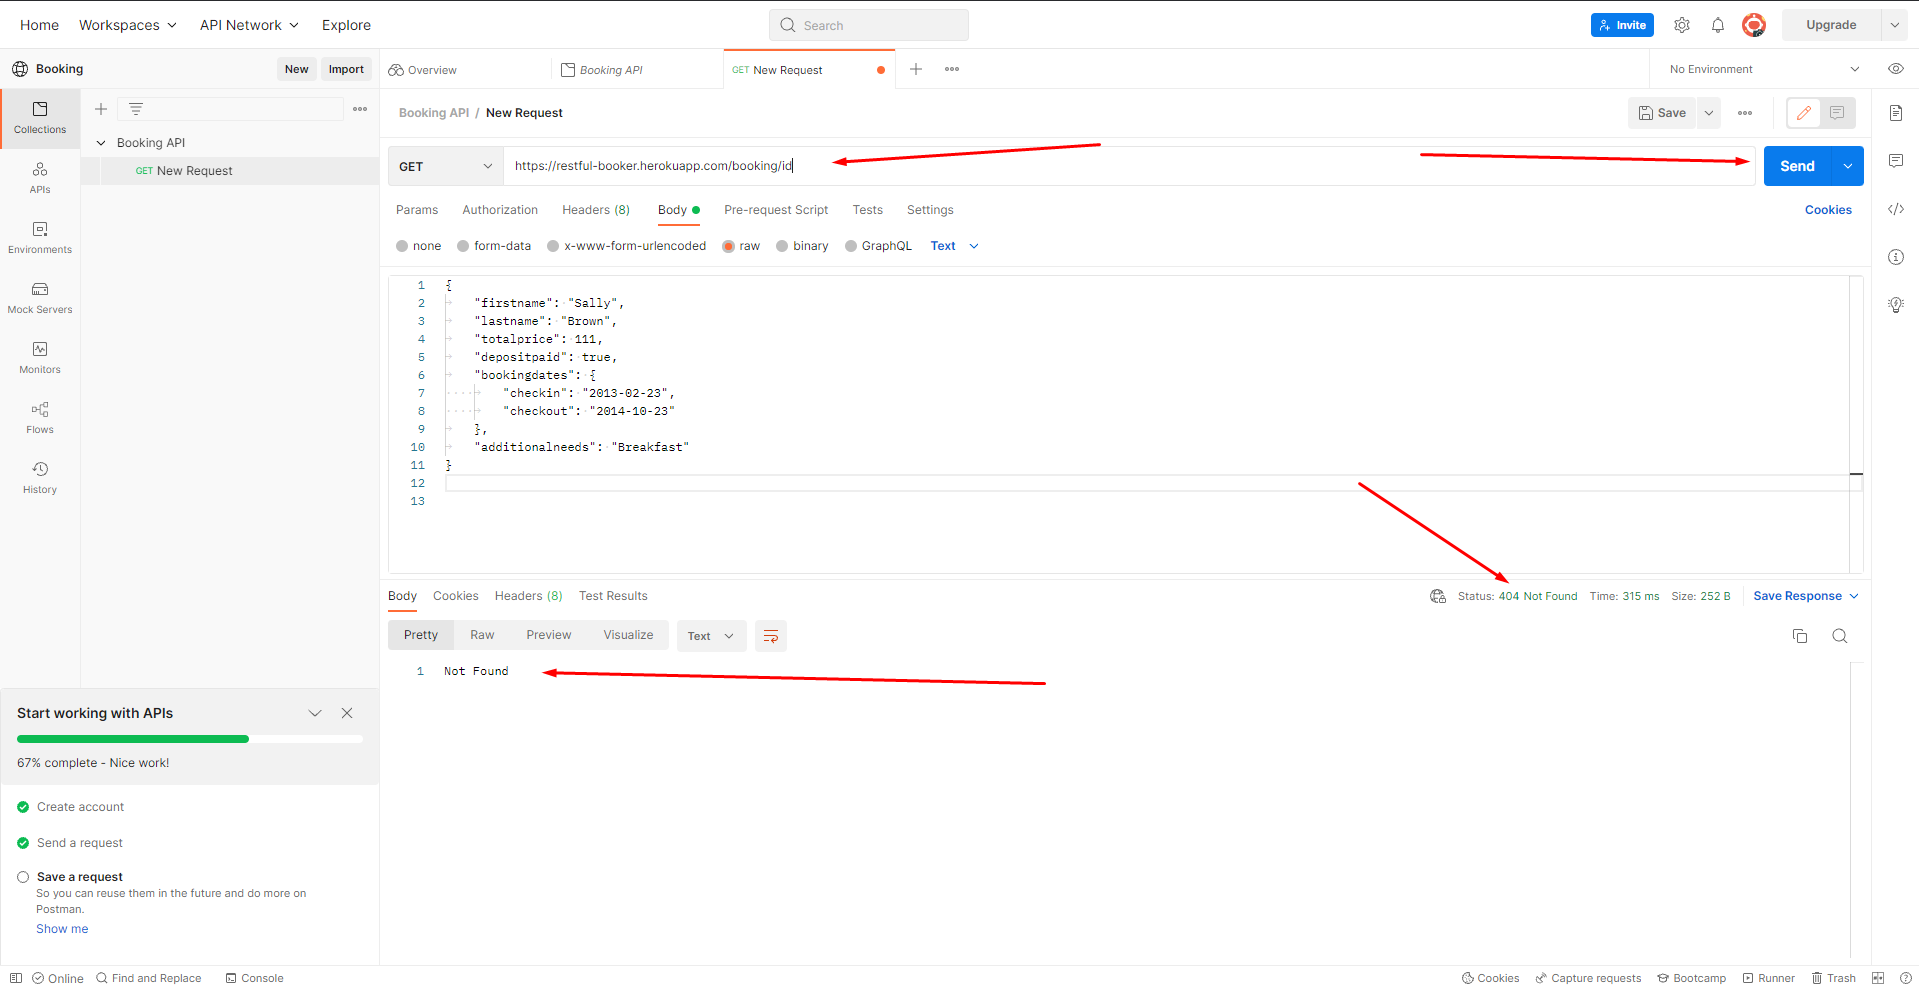 Home Workspaces API Network Explore Search Invite Upgrade
Booking New Import Overview Booking API GET New Request No Environment
Collections
APIs
Environments
Mock Servers
Monitors
Flows
History
Booking API
GET New Request
Booking API / New Request Save
GET https://restful-booker.herokuapp.com/booking/id Send
Params Authorization Headers (8) Body Pre-request Script Tests Settings Cookies
none form-data x-www-form-urlencoded raw binary GraphQL Text
1 {
2 "firstname": "Sally",
3 "lastname": "Brown",
4 "totalprice": 111,
5 "depositpaid": true,
6 "bookingdates": {
7 "checkin": "2013-02-23",
8 "checkout": "2014-10-23"
9 },
10 "additionalneeds": "Breakfast"
11 }
12
13
Body Cookies Headers (8) Test Results Status: 404 Not Found Time: 315 ms Size: 252 B Save Response
Pretty Raw Preview Visualize Text
1 Not Found
Start working with APIs
67% complete - Nice work!
Create account
Send a request
Save a request
So you can reuse them in the future and do more on
Postman.
Show me
Online Find and Replace Console Cookies Capture requests Bootcamp Runner Trash